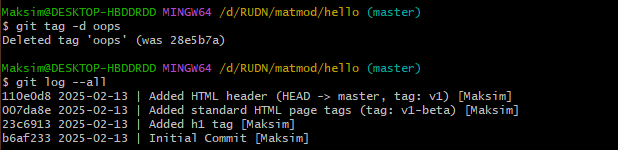 Maksim@DESKTOP-HBDDRDD MINGW64 /d/RUDN/matmod/hello (master)
$ git tag -d oops
Deleted tag 'oops' (was 28e5b7a)
Maksim@DESKTOP-HBDDRDD MINGW64 /d/RUDN/matmod/hello (master)
$ git log --all
110e0d8 2025-02-13 | Added HTML header (HEAD -> master, tag: v1) [Maksim]
007da8e 2025-02-13 | Added standard HTML page tags (tag: v1-beta) [Maksim]
23c6913 2025-02-13 | Added h1 tag [Maksim]
b6af233 2025-02-13 | Initial Commit [Maksim]